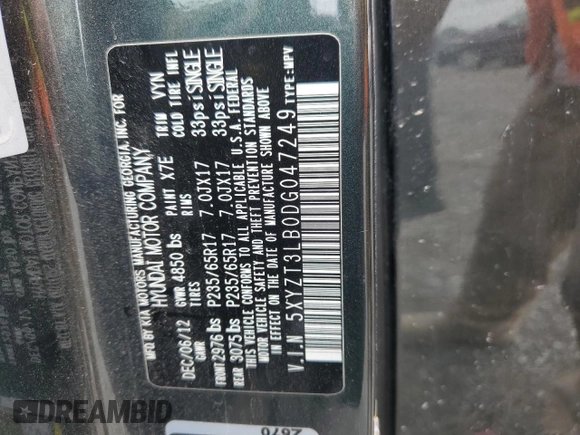 MFD BY KIA MOTORS MANUFACTURING GEORGIA, INC. FOR
HYUNDAI MOTOR COMPANY
DEC/06/12 GVWR 4850 lbs PAINT X7E TRIM VYN
GAWR TIRES RIMS COLD TIRE INFL
FRONT 2976 lbs P235/65R17 7.0JX17 33psi SINGLE
REAR 3075 lbs P235/65R17 7.0JX17 33psi SINGLE
THIS VEHICLE CONFORMS TO ALL APPLICABLE U.S.A. FEDERAL
MOTOR VEHICLE SAFETY AND THEFT PREVENTION STANDARDS
IN EFFECT ON THE DATE OF MANUFACTURE SHOWN ABOVE
V.I.N 5XYZT3LB0DG047249 TYPE: MPV
2670
DREAMBID